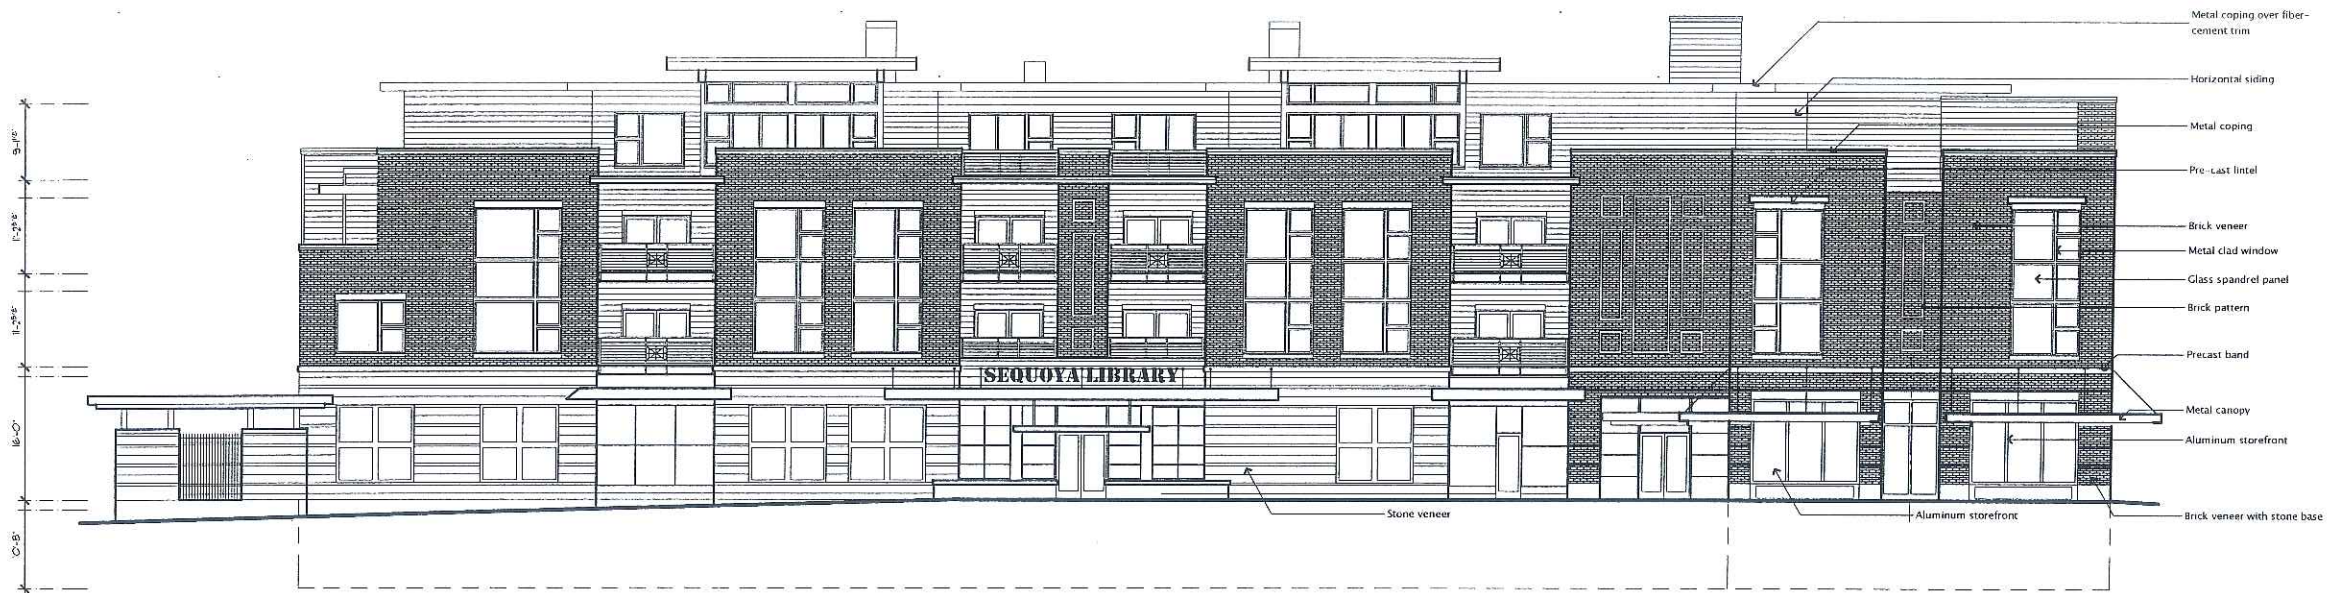 Metal coping over fiber-
cement trim
Horizontal siding
Metal coping
Pre-cast lintel
Brick veneer
Metal clad window
Glass spandrel panel
Brick pattern
Precast band
SEQUOYA LIBRARY
Metal canopy
Aluminum storefront
16-0"
Stone veneer
Aluminum storefront
Brick veneer with stone base